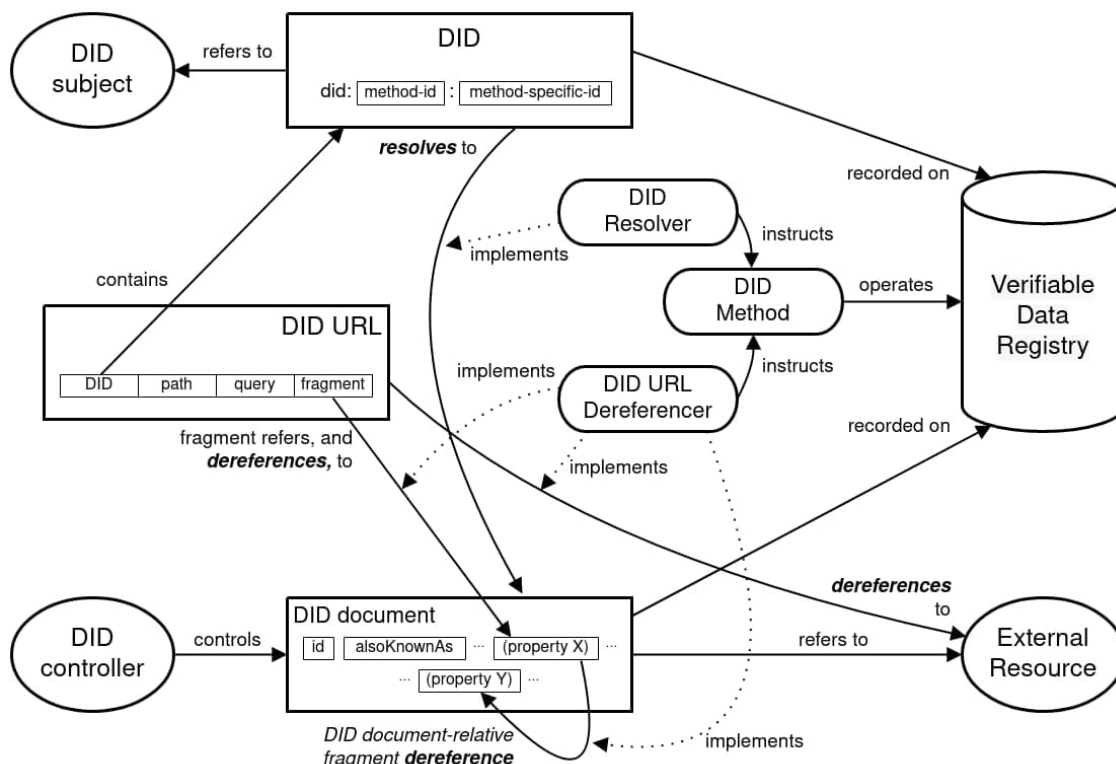 DID
subject
refers to
DID
did: method-id : method-specific-id
resolves to
recorded on
DID
Resolver
implements
instructs
contains
DID
Method
operates
Verifiable
Data
Registry
DID URL
DID path query fragment
implements
instructs
DID URL
Dereferencer
recorded on
fragment refers, and
dereferences, to
implements
dereferences
to
DID
controller
controls
DID document
id alsoKnownAs ... (property X) ...
... (property Y) ...
refers to
External
Resource
DID document-relative
fragment dereference
implements